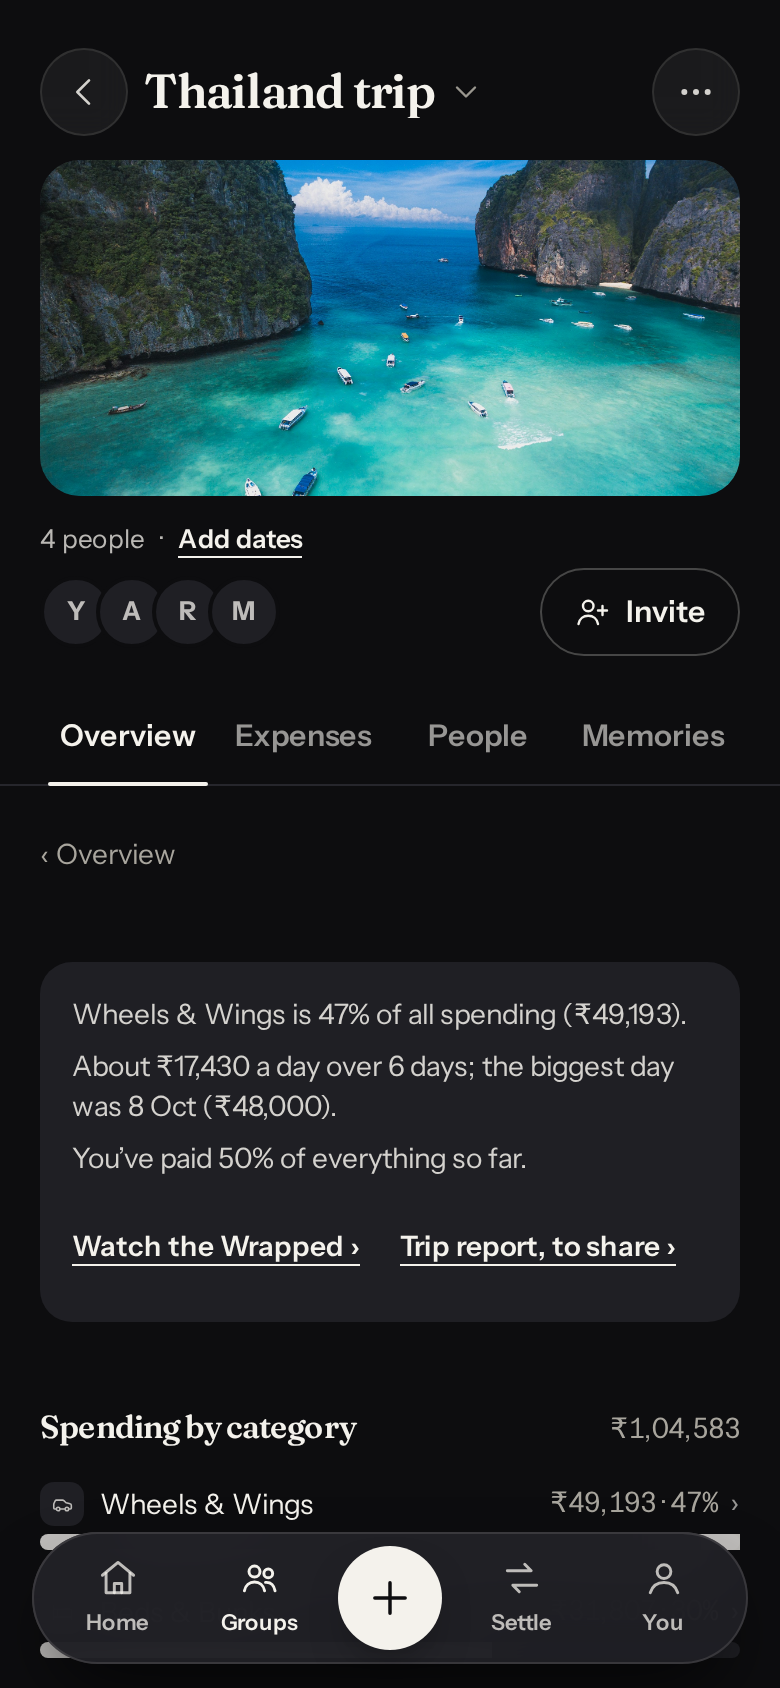 Thailand trip
4 people · Add dates
Y A R M
Invite
Overview Expenses People Memories
‹ Overview
Wheels & Wings is 47% of all spending (₹49,193).
About ₹17,430 a day over 6 days; the biggest day
was 8 Oct (₹48,000).
You’ve paid 50% of everything so far.
Watch the Wrapped › Trip report, to share ›
Spending by category ₹1,04,583
Wheels & Wings ₹49,193·47% ›
Home Groups Settle You